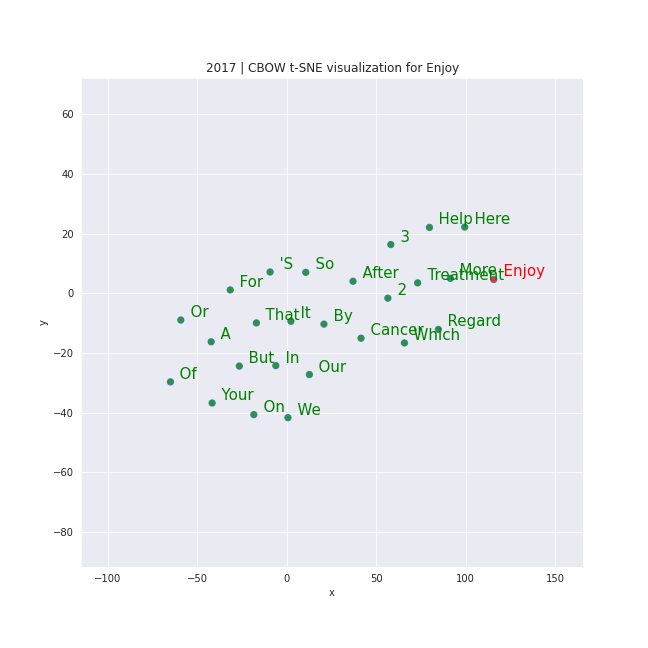 2017 | CBOW t-SNE visualization for Enjoy
60
40
20
0
−20
−40
−60
−80
y
Help Here
3
'S So
After
More Enjoy
Treatment
For
2
Or
That It
By
Regard
A
Cancer
Which
But In
Our
Of
Your
On We
−100 −50 0 50 100 150
x